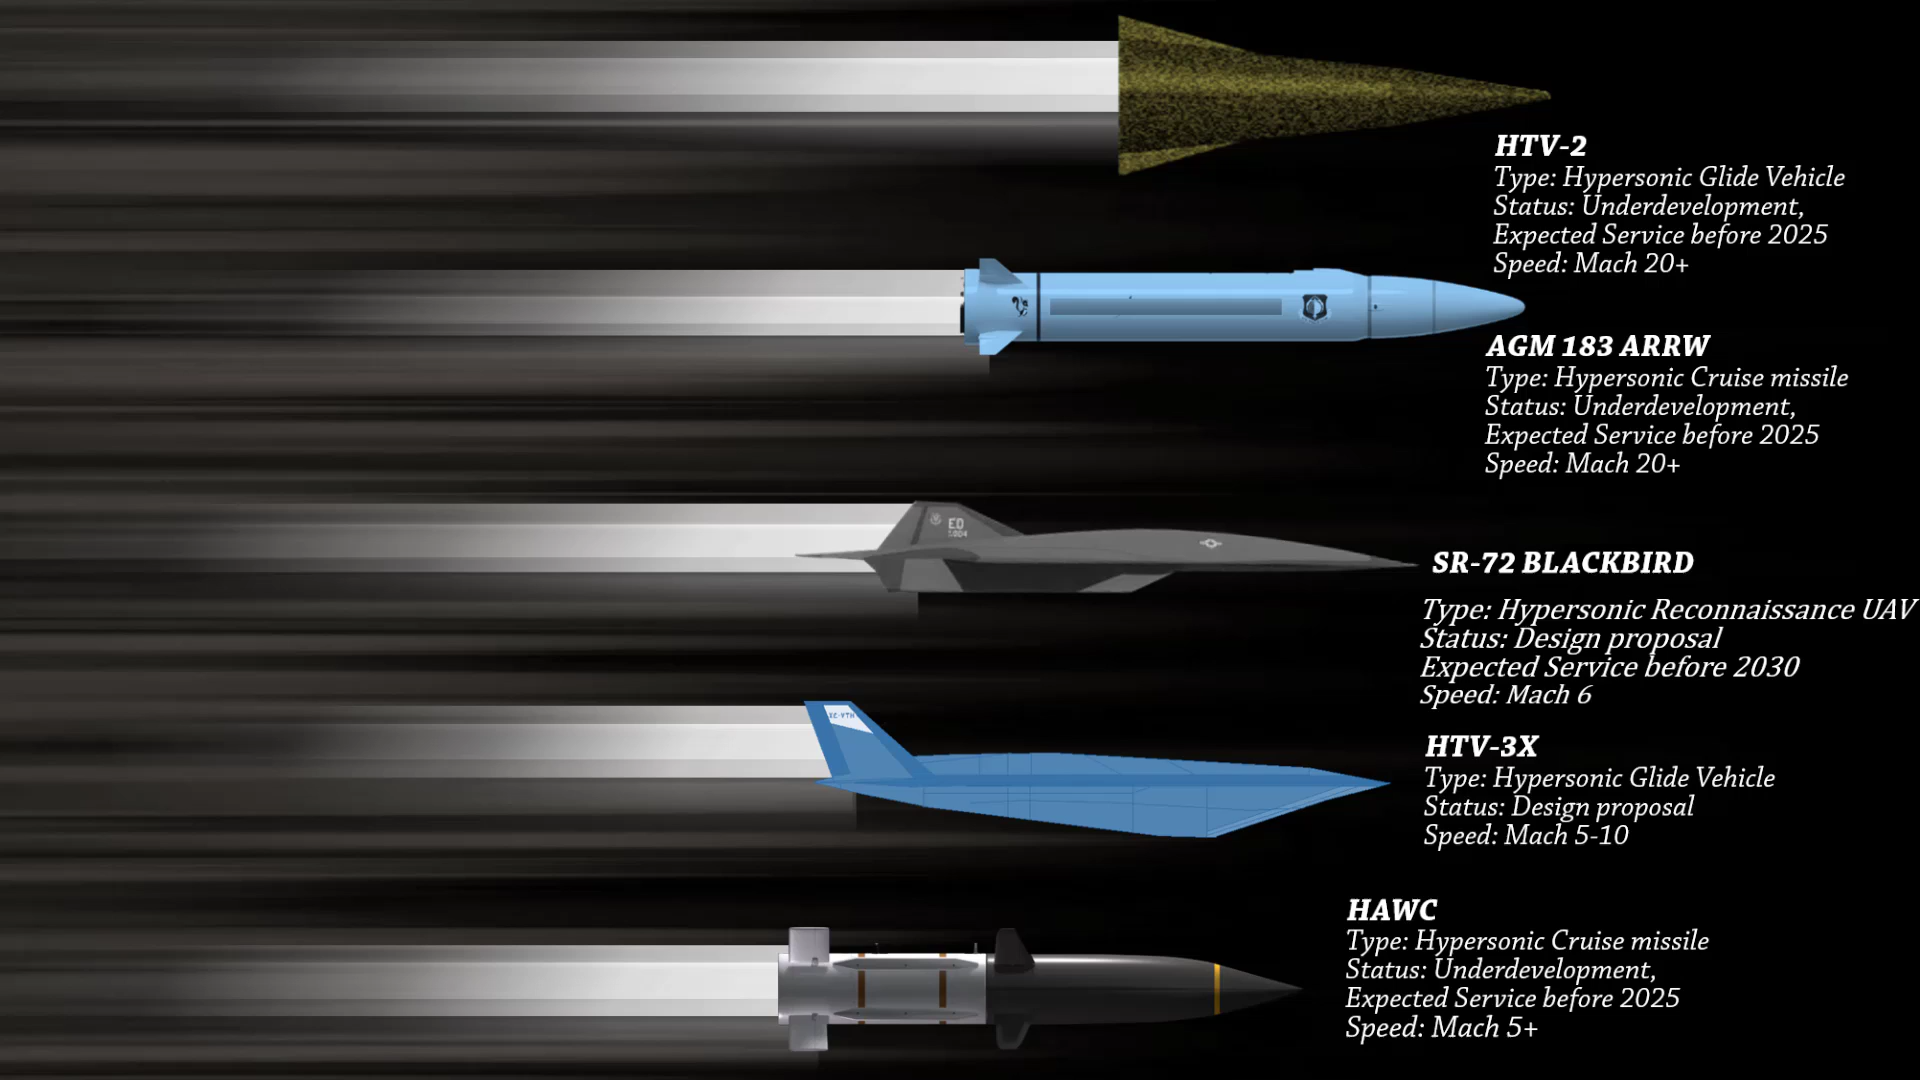 HTV-2
Type: Hypersonic Glide Vehicle
Status: Underdevelopment,
Expected Service before 2025
Speed: Mach 20+
AGM 183 ARRW
Type: Hypersonic Cruise missile
Status: Underdevelopment,
Expected Service before 2025
Speed: Mach 20+
ED
SR-72 BLACKBIRD
Type: Hypersonic Reconnaissance UAV
Status: Design proposal
Expected Service before 2030
Speed: Mach 6
HTV-3X
Type: Hypersonic Glide Vehicle
Status: Design proposal
Speed: Mach 5-10
HAWC
Type: Hypersonic Cruise missile
Status: Underdevelopment,
Expected Service before 2025
Speed: Mach 5+